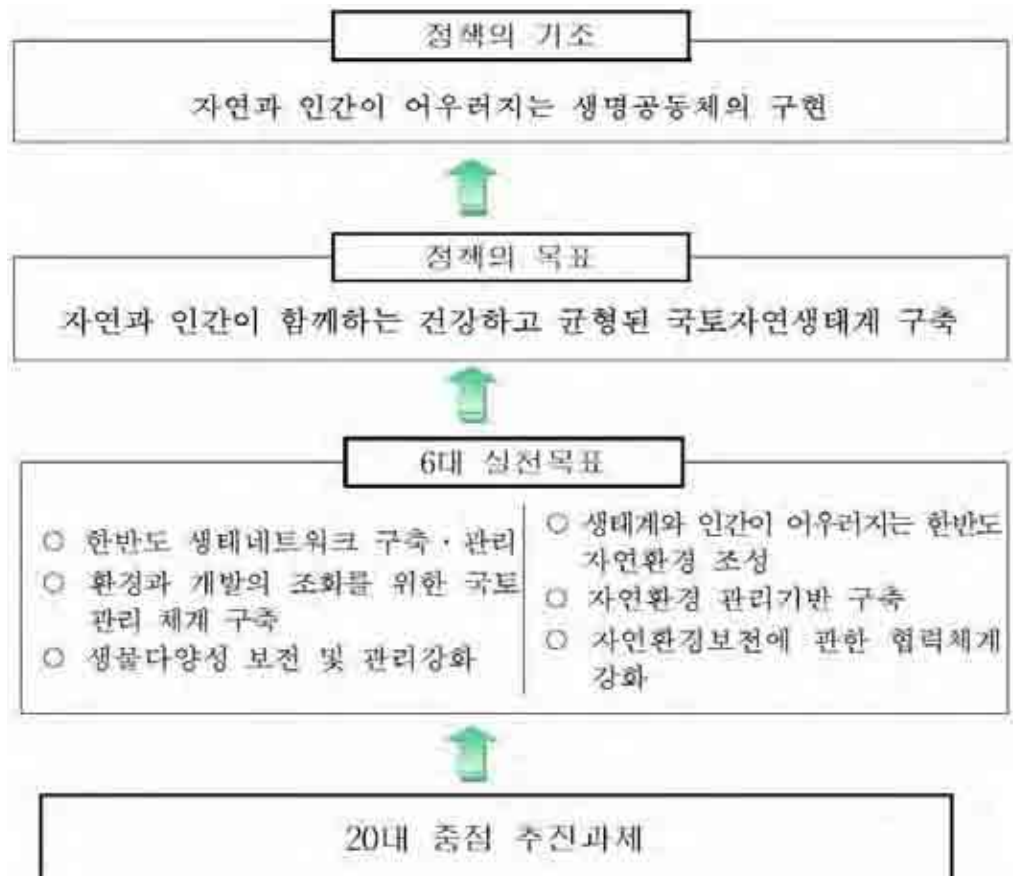 정책의 기조
자연과 인간이 어우러지는 생명공동체의 구현
정책의 목표
자연과 인간이 함께하는 건강하고 균형된 국토자연생태계 구축
6대 실천목표
○ 한반도 생태네트워크 구축·관리
○ 환경과 개발의 조화를 위한 국토
관리 체계 구축
○ 생물다양성 보전 및 관리강화
○ 생태계와 인간이 어우러지는 한반도
자연환경 조성
○ 자연환경 관리기반 구축
○ 자연환경보전에 관한 협력체계
강화
20대 중점 추진과제